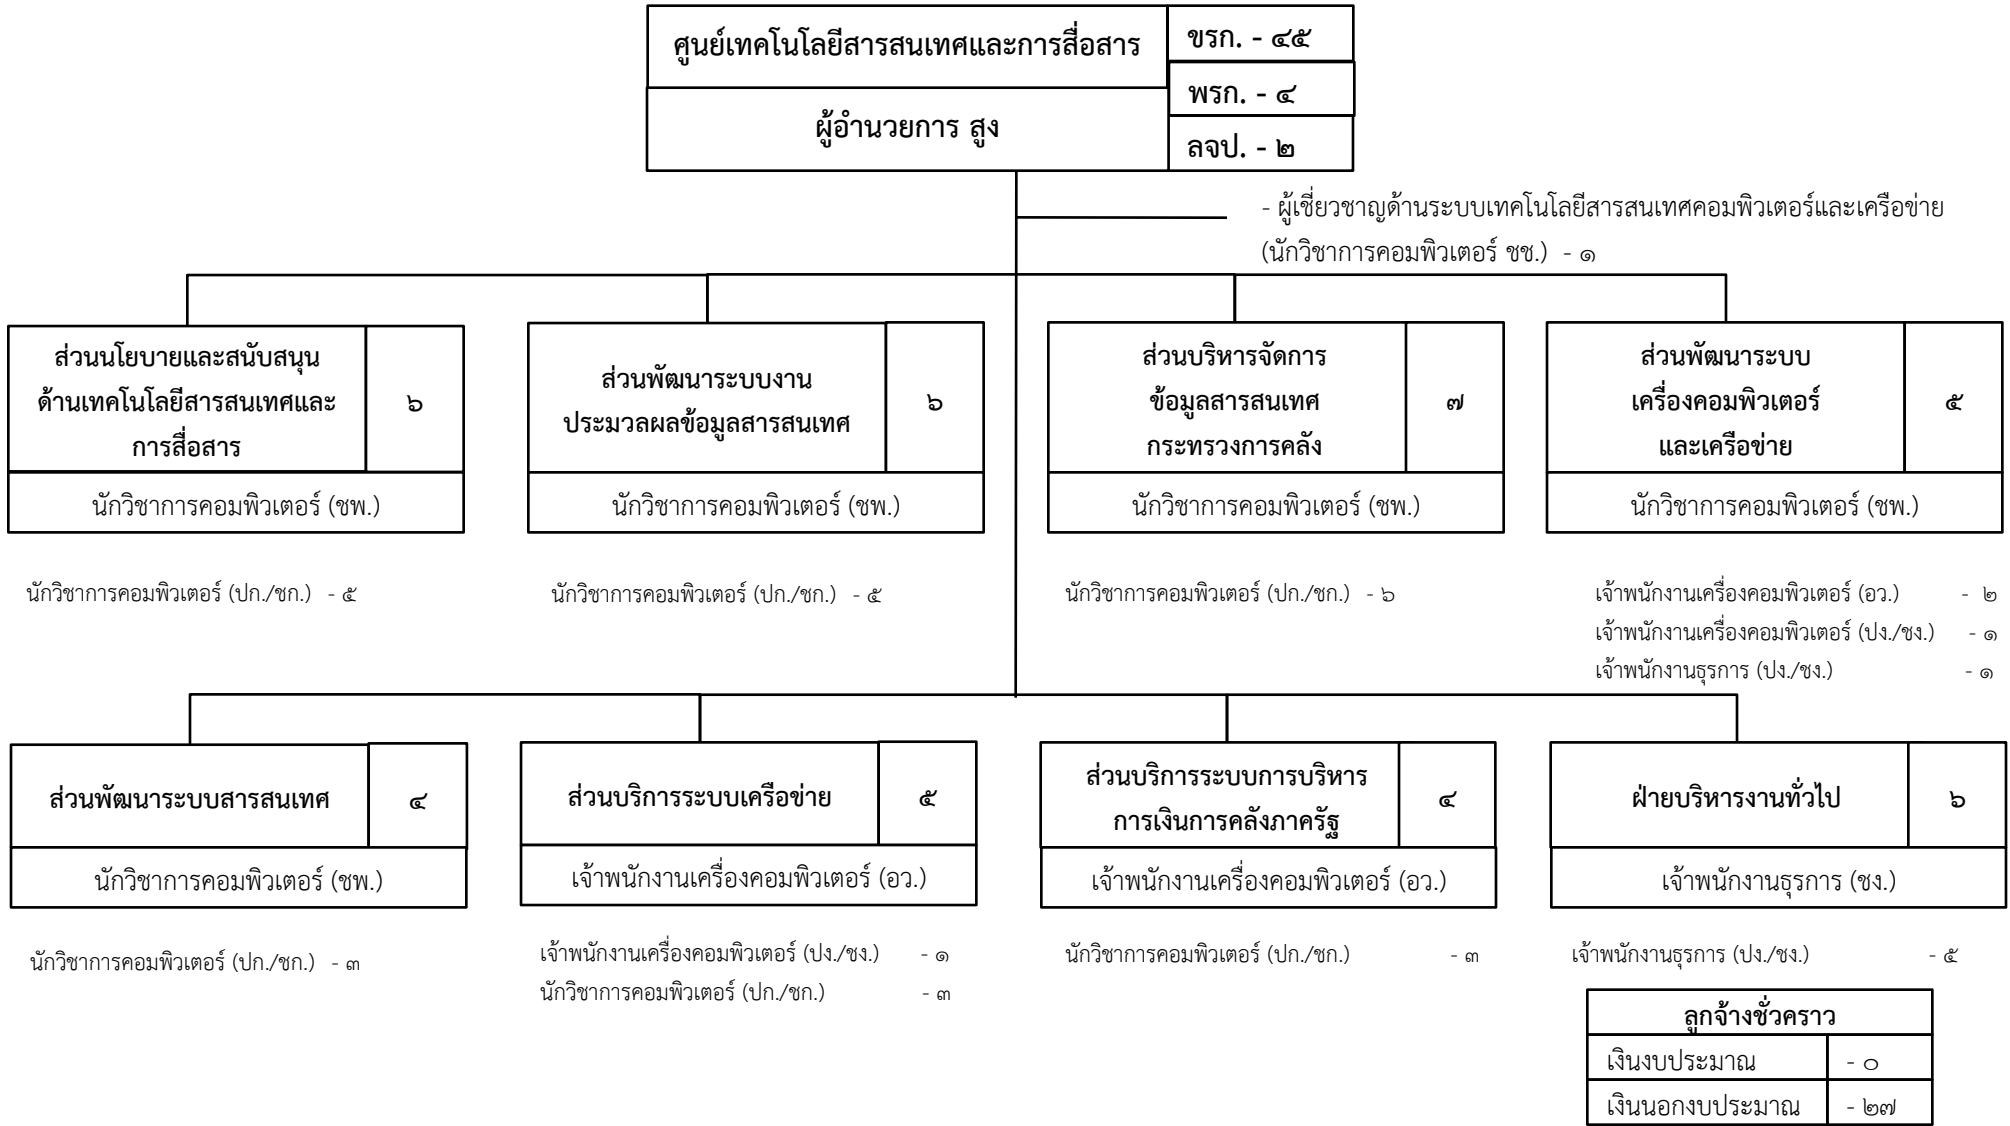 ศูนย์เทคโนโลยีสารสนเทศและการสื่อสาร
ผู้อำนวยการ สูง
ขรก. - ๔๕
พรก. - ๔
ลจป. - ๒
- ผู้เชี่ยวชาญด้านระบบเทคโนโลยีสารสนเทศคอมพิวเตอร์และเครือข่าย
(นักวิชาการคอมพิวเตอร์ ชช.) - ๑
ส่วนนโยบายและสนับสนุน
ด้านเทคโนโลยีสารสนเทศและ
การสื่อสาร
๖
นักวิชาการคอมพิวเตอร์ (ชพ.)
นักวิชาการคอมพิวเตอร์ (ปก./ชก.) - ๕
ส่วนพัฒนาระบบงาน
ประมวลผลข้อมูลสารสนเทศ
๖
นักวิชาการคอมพิวเตอร์ (ชพ.)
นักวิชาการคอมพิวเตอร์ (ปก./ชก.) - ๕
ส่วนบริหารจัดการ
ข้อมูลสารสนเทศ
กระทรวงการคลัง
๗
นักวิชาการคอมพิวเตอร์ (ชพ.)
นักวิชาการคอมพิวเตอร์ (ปก./ชก.) - ๖
ส่วนพัฒนาระบบ
เครื่องคอมพิวเตอร์
และเครือข่าย
๕
นักวิชาการคอมพิวเตอร์ (ชพ.)
เจ้าพนักงานเครื่องคอมพิวเตอร์ (อว.) - ๒
เจ้าพนักงานเครื่องคอมพิวเตอร์ (ปง./ชง.) - ๑
เจ้าพนักงานธุรการ (ปง./ชง.) - ๑
ส่วนพัฒนาระบบสารสนเทศ
๔
นักวิชาการคอมพิวเตอร์ (ชพ.)
นักวิชาการคอมพิวเตอร์ (ปก./ชก.) - ๓
ส่วนบริการระบบเครือข่าย
๕
เจ้าพนักงานเครื่องคอมพิวเตอร์ (อว.)
เจ้าพนักงานเครื่องคอมพิวเตอร์ (ปง./ชง.) - ๑
นักวิชาการคอมพิวเตอร์ (ปก./ชก.) - ๓
ส่วนบริการระบบการบริหาร
การเงินการคลังภาครัฐ
๔
เจ้าพนักงานเครื่องคอมพิวเตอร์ (อว.)
นักวิชาการคอมพิวเตอร์ (ปก./ชก.) - ๓
ฝ่ายบริหารงานทั่วไป
๖
เจ้าพนักงานธุรการ (ชง.)
เจ้าพนักงานธุรการ (ปง./ชง.) - ๕
ลูกจ้างชั่วคราว
เงินงบประมาณ - ๐
เงินนอกงบประมาณ - ๒๗